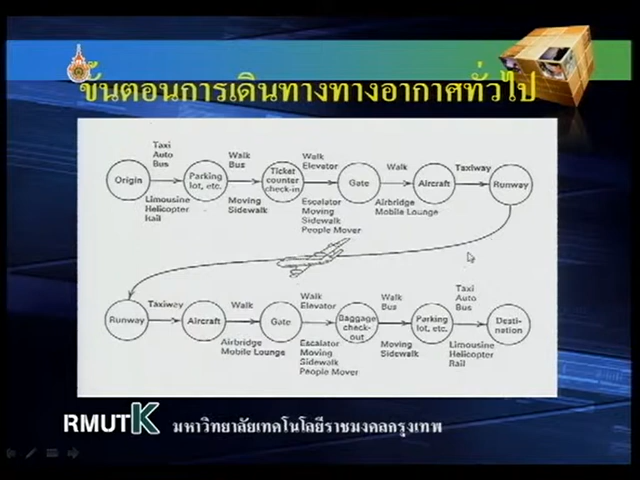 ขั้นตอนการเดินทางทางอากาศทั่วไป
Taxi
Auto
Bus
Walk
Bus
Walk
Elevator
Walk
Taxiway
Origin
Parking
lot, etc.
Ticket
counter
check-in
Gate
Aircraft
Runway
Limousine
Helicopter
Rail
Moving
Sidewalk
Escalator
Moving
Sidewalk
People Mover
Airbridge
Mobile Lounge
Taxiway
Walk
Walk
Elevator
Walk
Bus
Taxi
Auto
Bus
Runway
Aircraft
Gate
Baggage
check-
out
Parking
lot, etc.
Desti-
nation
Airbridge
Mobile Lounge
Escalator
Moving
Sidewalk
People Mover
Moving
Sidewalk
Limousine
Helicopter
Rail
RMUTK มหาวิทยาลัยเทคโนโลยีราชมงคลกรุงเทพ